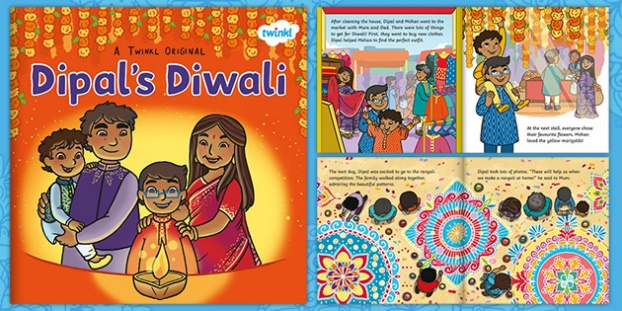 twinkl
A TWINKL ORIGINAL
Dipal's Diwali
After cleaning the house, Dipal and Mohan went to the
market with Mum and Dad. There were lots of things
to get for Diwali! First, they went to buy new clothes.
Dipal helped Mohan to find the perfect outfit.
At the next stall, everyone chose
their favourite flowers. Mohan
loved the yellow marigolds!
The next day, Dipal was excited to go to the rangoli
competition. The family walked along together,
admiring the beautiful patterns.
Dipal took lots of photos. "These will help us when
we make a rangoli at home!" he said to Mum.
twinkl